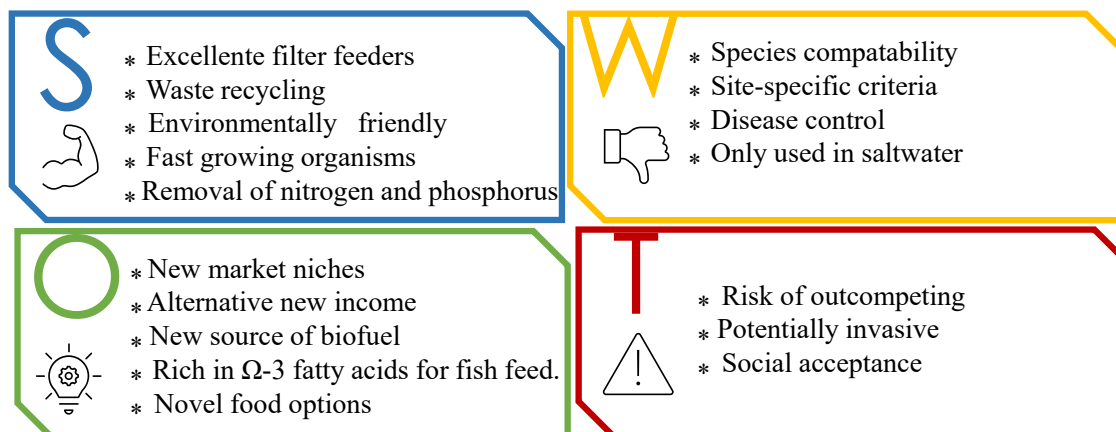 S
* Excellente filter feeders
* Waste recycling
* Environmentally friendly
* Fast growing organisms
* Removal of nitrogen and phosphorus
W
* Species compatability
* Site-specific criteria
* Disease control
* Only used in saltwater
O
* New market niches
* Alternative new income
* New source of biofuel
* Rich in Ω-3 fatty acids for fish feed.
* Novel food options
T
* Risk of outcompeting
* Potentially invasive
* Social acceptance